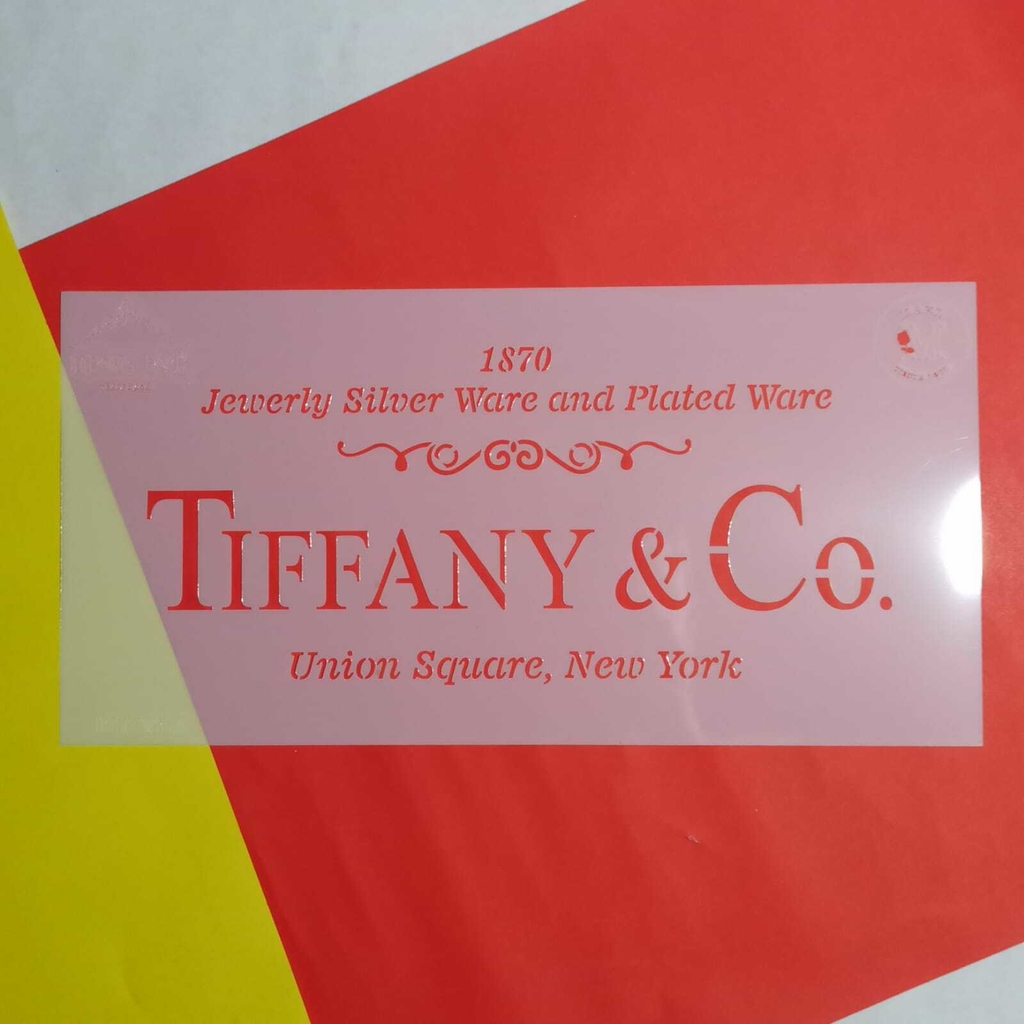 1870
Jewerly Silver Ware and Plated Ware
TIFFANY & CO.
Union Square, New York